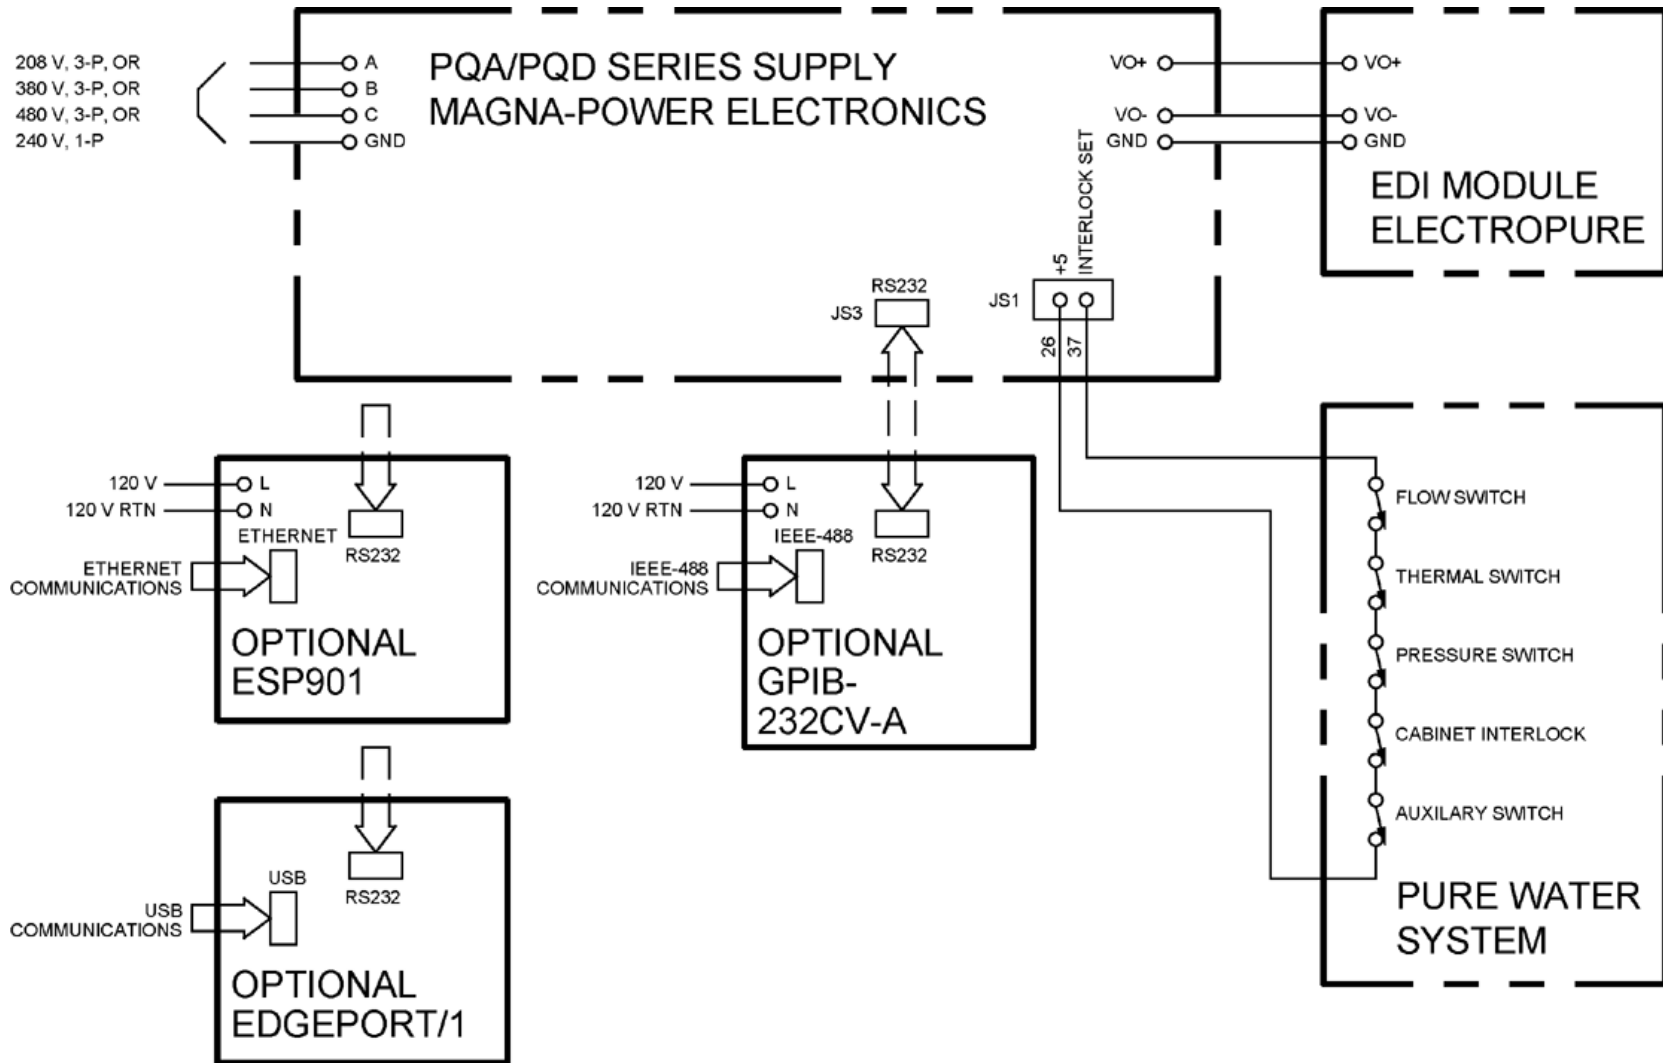 208 V, 3-P, OR
380 V, 3-P, OR
480 V, 3-P, OR
240 V, 1-P
A
B
C
GND
PQA/PQD SERIES SUPPLY
MAGNA-POWER ELECTRONICS
VO+
VO-
GND
VO+
VO-
GND
EDI MODULE
ELECTROPURE
INTERLOCK SET
+5
JS1
26
37
RS232
JS3
120 V
120 V RTN
L
N
ETHERNET
RS232
ETHERNET
COMMUNICATIONS
OPTIONAL
ESP901
120 V
120 V RTN
L
N
IEEE-488
RS232
IEEE-488
COMMUNICATIONS
OPTIONAL
GPIB-
232CV-A
FLOW SWITCH
THERMAL SWITCH
PRESSURE SWITCH
CABINET INTERLOCK
AUXILARY SWITCH
PURE WATER
SYSTEM
USB
RS232
USB
COMMUNICATIONS
OPTIONAL
EDGEPORT/1